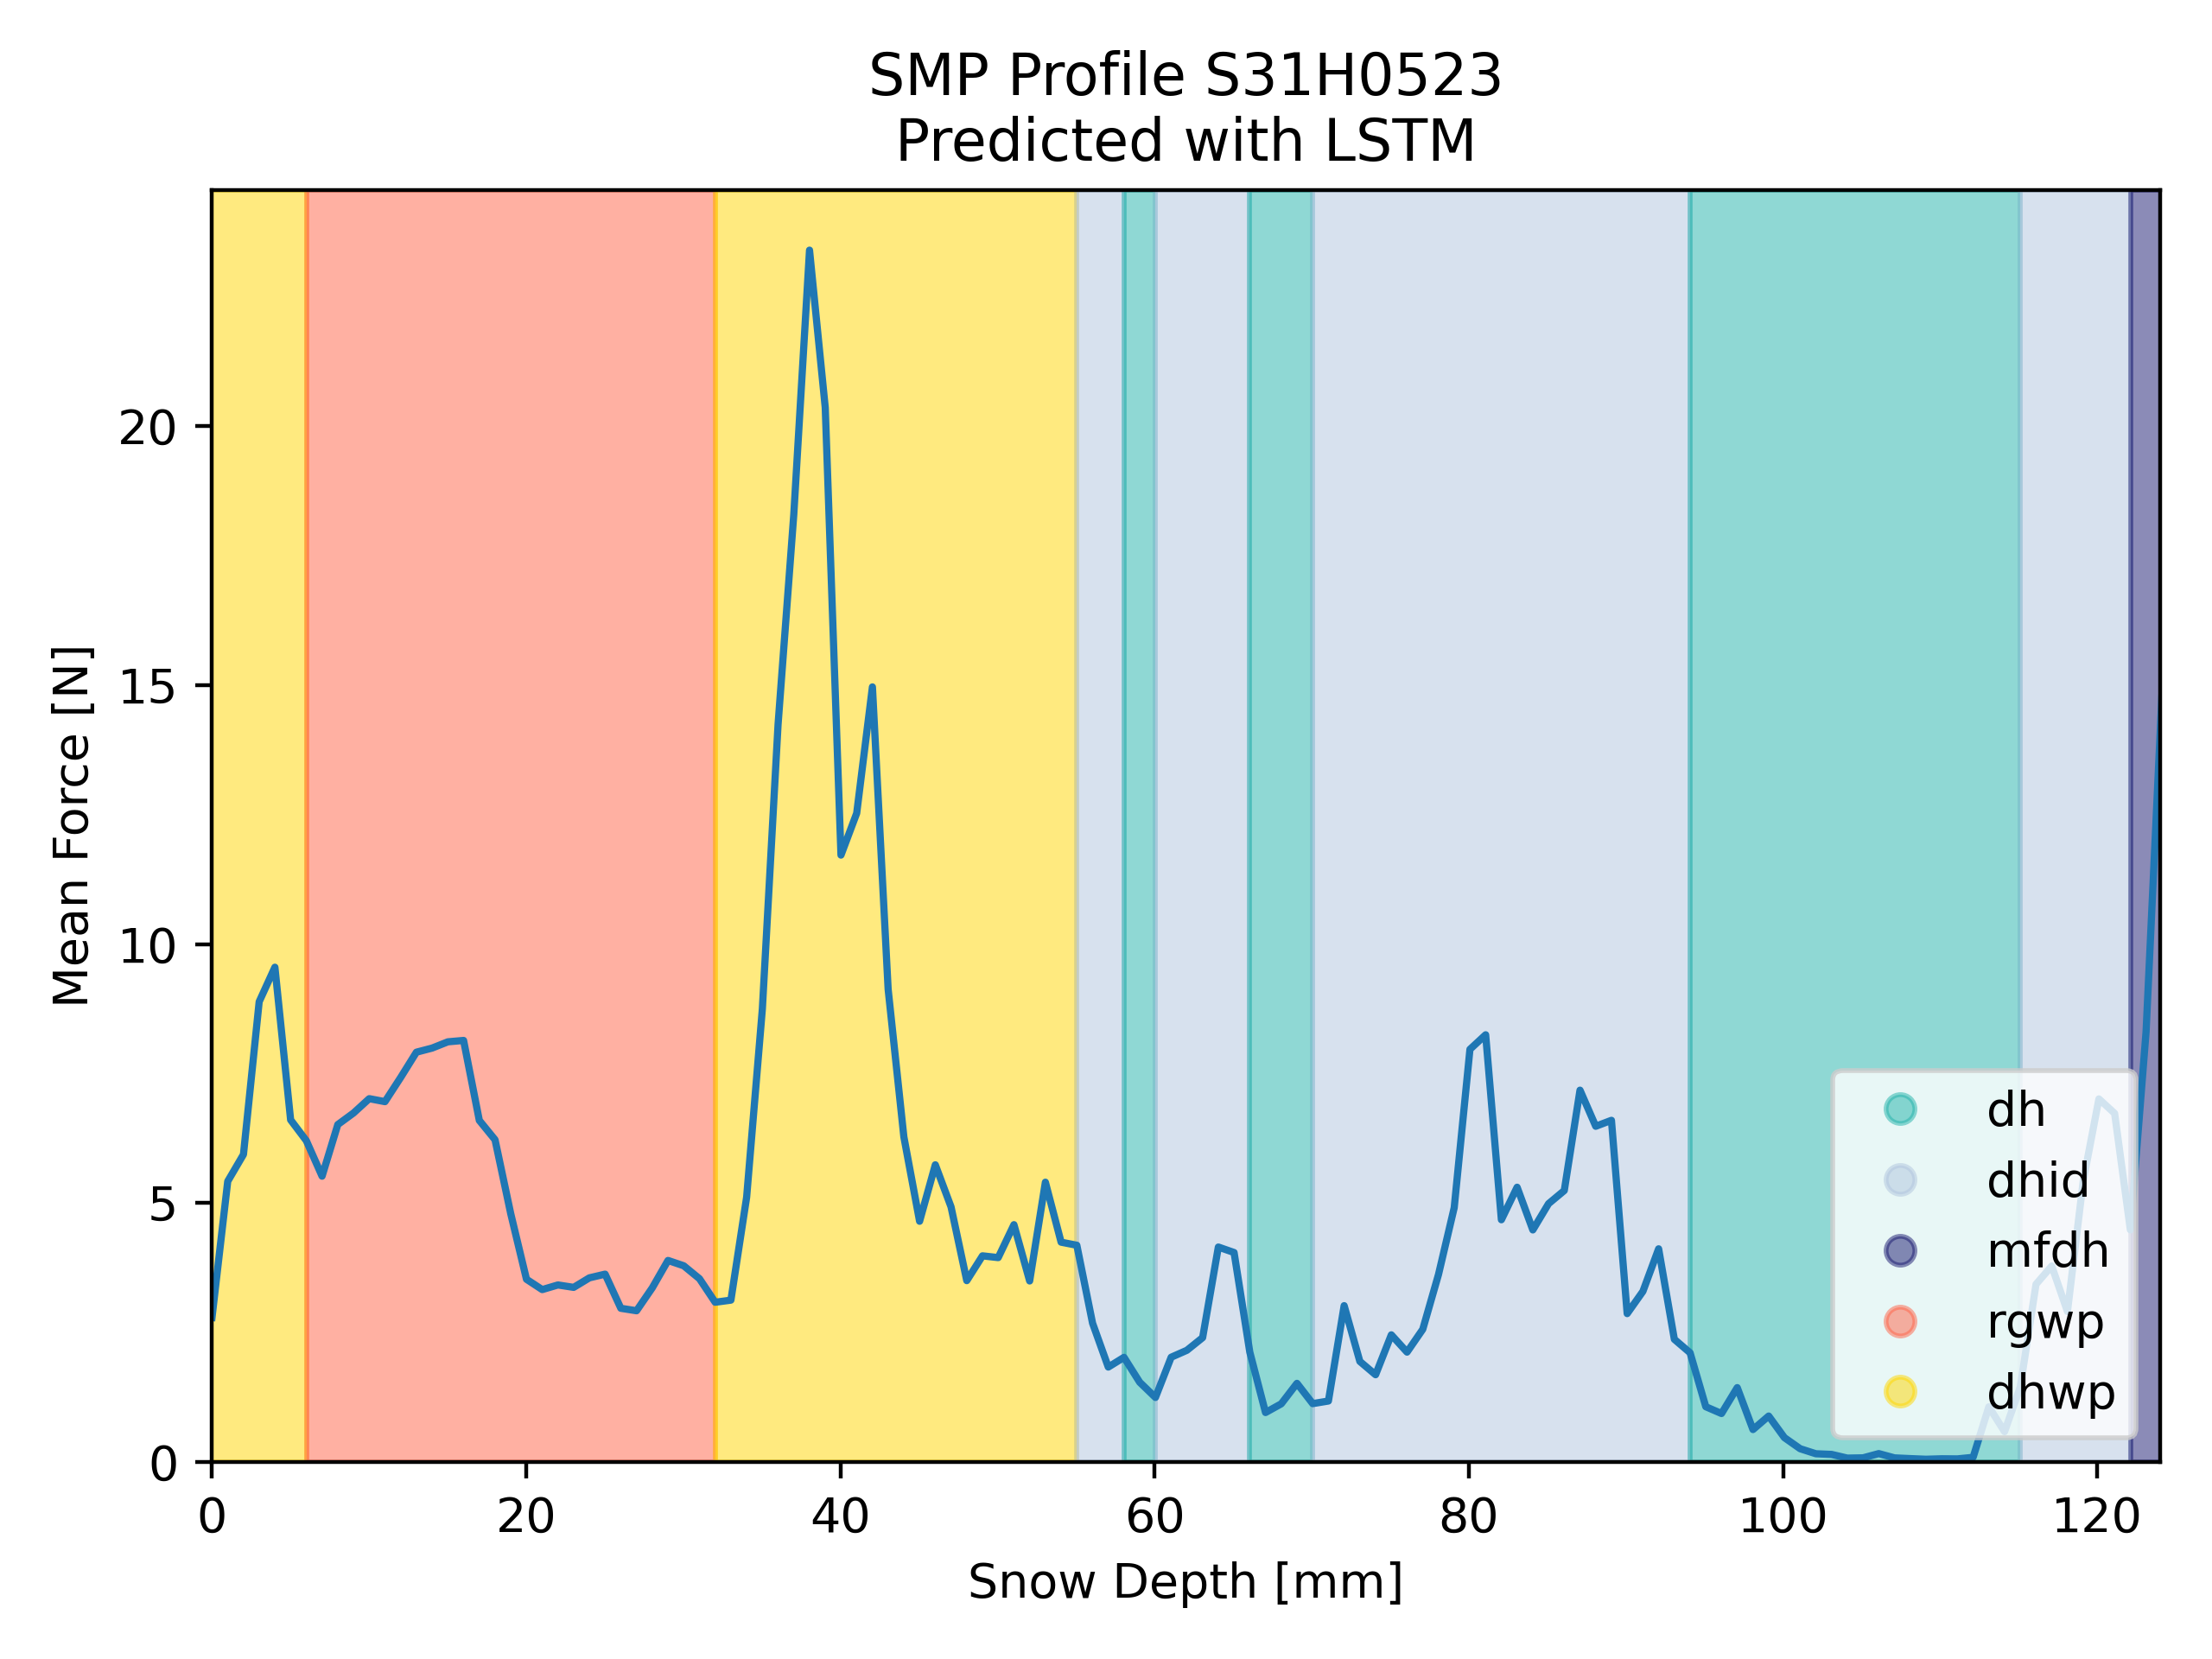 SMP Profile S31H0523
Predicted with LSTM
Mean Force [N]
20
15
10
5
0
0 20 40 60 80 100 120
Snow Depth [mm]
dh
dhid
mfdh
rgwp
dhwp